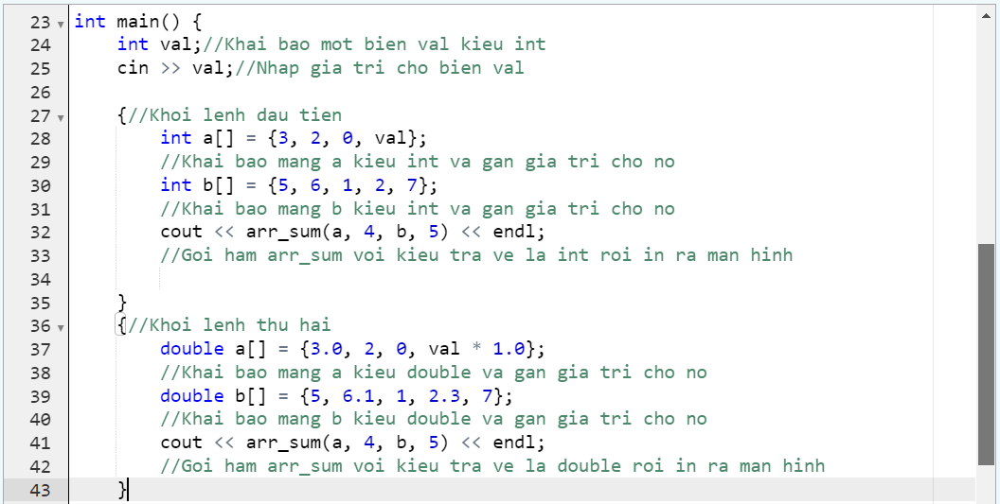 23 int main() {
24     int val;//Khai bao mot bien val kieu int
25     cin >> val;//Nhap gia tri cho bien val
26
27     {//Khoi lenh dau tien
28         int a[] = {3, 2, 0, val};
29         //Khai bao mang a kieu int va gan gia tri cho no
30         int b[] = {5, 6, 1, 2, 7};
31         //Khai bao mang b kieu int va gan gia tri cho no
32         cout << arr_sum(a, 4, b, 5) << endl;
33         //Goi ham arr_sum voi kieu tra ve la int roi in ra man hinh
34
35     }
36     {//Khoi lenh thu hai
37         double a[] = {3.0, 2, 0, val * 1.0};
38         //Khai bao mang a kieu double va gan gia tri cho no
39         double b[] = {5, 6.1, 1, 2.3, 7};
40         //Khai bao mang b kieu double va gan gia tri cho no
41         cout << arr_sum(a, 4, b, 5) << endl;
42         //Goi ham arr_sum voi kieu tra ve la double roi in ra man hinh
43     }